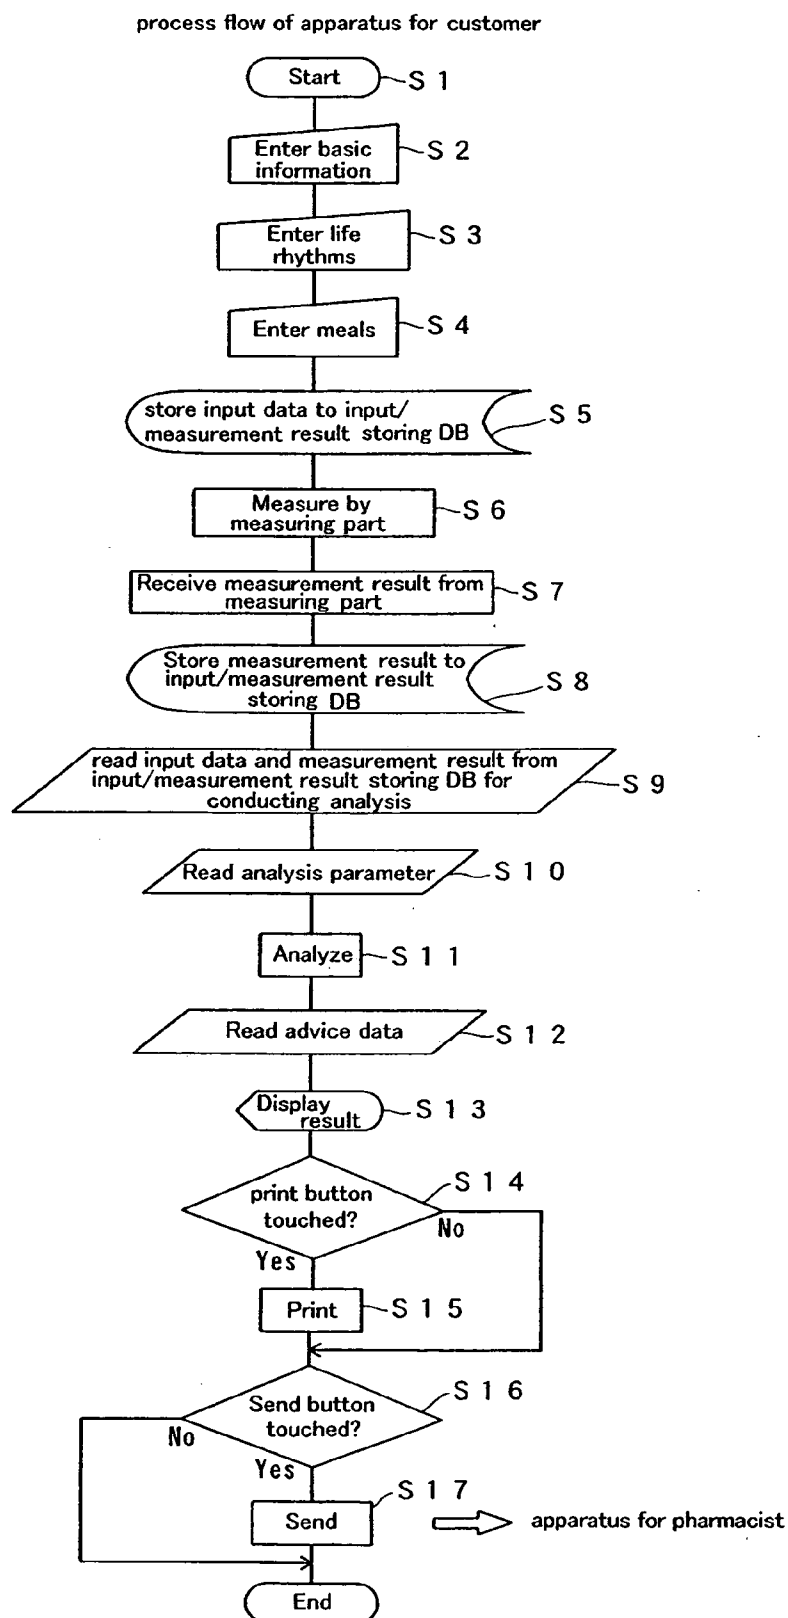 process flow of apparatus for customer
Start
S 1
Enter basic
information
S 2
Enter life
rhythms
S 3
Enter meals
S 4
store input data to input/
measurement result storing DB
S 5
Measure by
measuring part
S 6
Receive measurement result from
measuring part
S 7
Store measurement result to
input/measurement result
storing DB
S 8
read input data and measurement result from
input/measurement result storing DB for
conducting analysis
S 9
Read analysis parameter
S 1 0
Analyze
S 1 1
Read advice data
S 1 2
Display
result
S 1 3
print button
touched?
S 1 4
No
Yes
Print
S 1 5
Send button
touched?
S 1 6
No
Yes
Send
S 1 7
apparatus for pharmacist
End